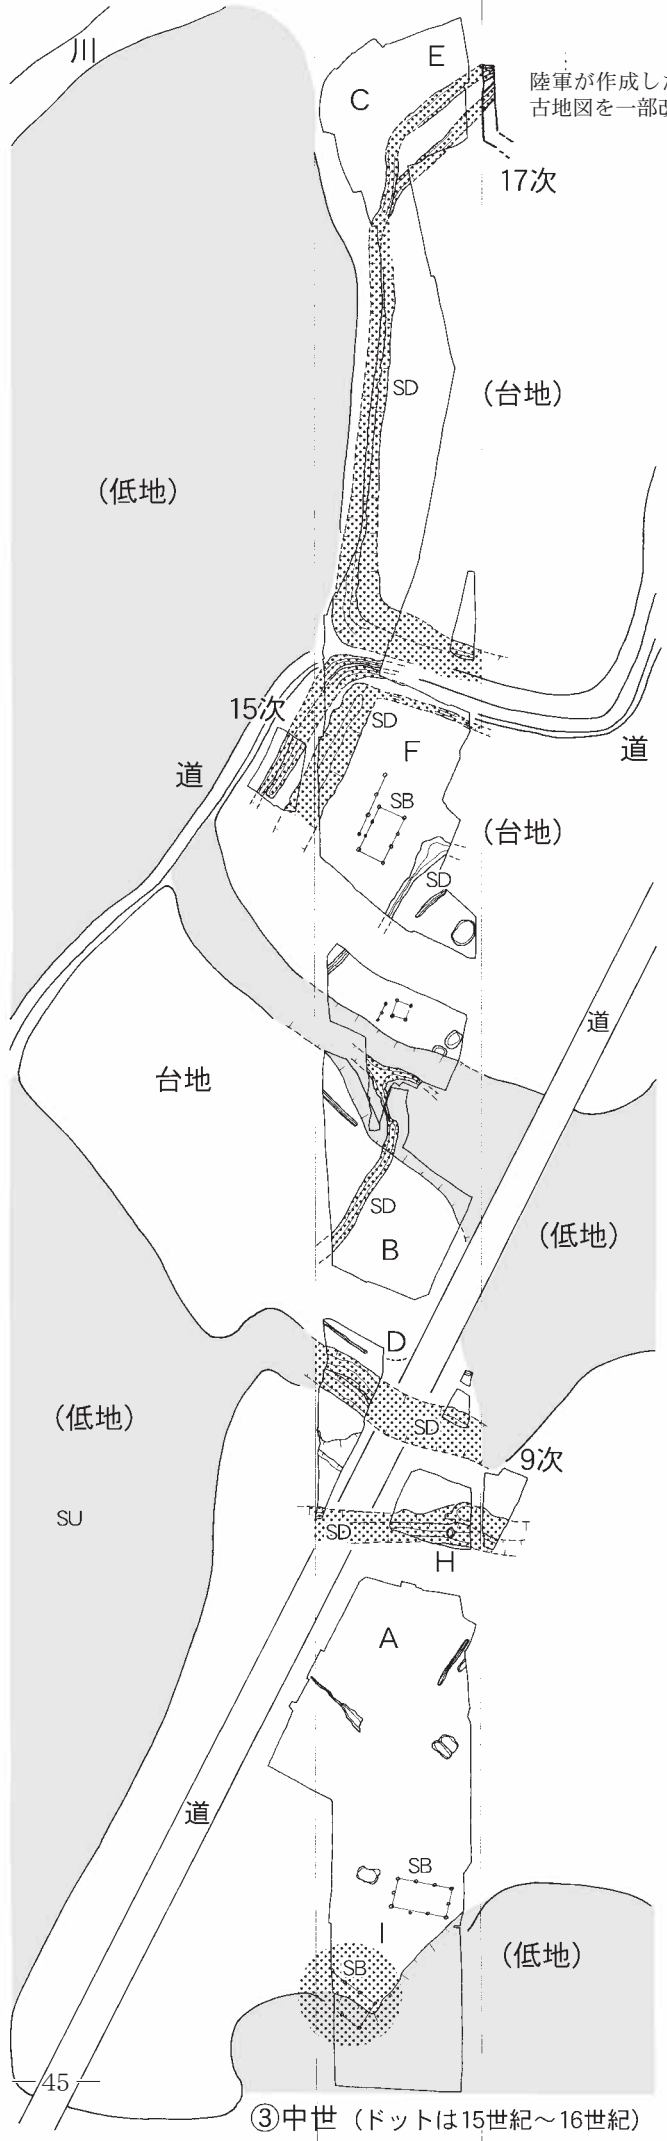 川
E
C
陸軍が作成した
古地図を一部改
17次
SD
(台地)
(低地)
15次
SD
F
道
道
SB
(台地)
SD
道
台地
SD
B
(低地)
D
(低地)
SD
9次
SU
SD
H
A
道
SB
I
(低地)
SB
45
③中世 (ドットは15世紀～16世紀)